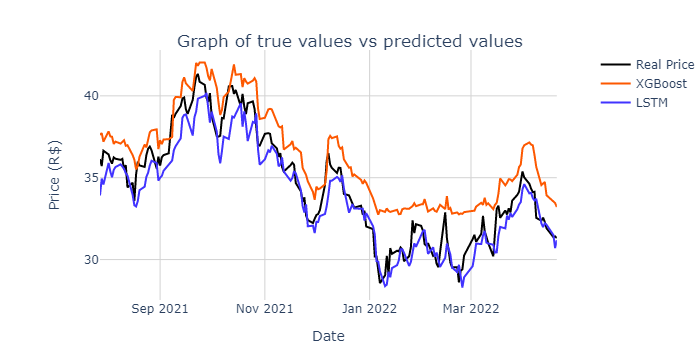 Graph of true values vs predicted values
Real Price
XGBoost
LSTM
40
35
30
Price (R$)
Sep 2021
Nov 2021
Jan 2022
Mar 2022
Date